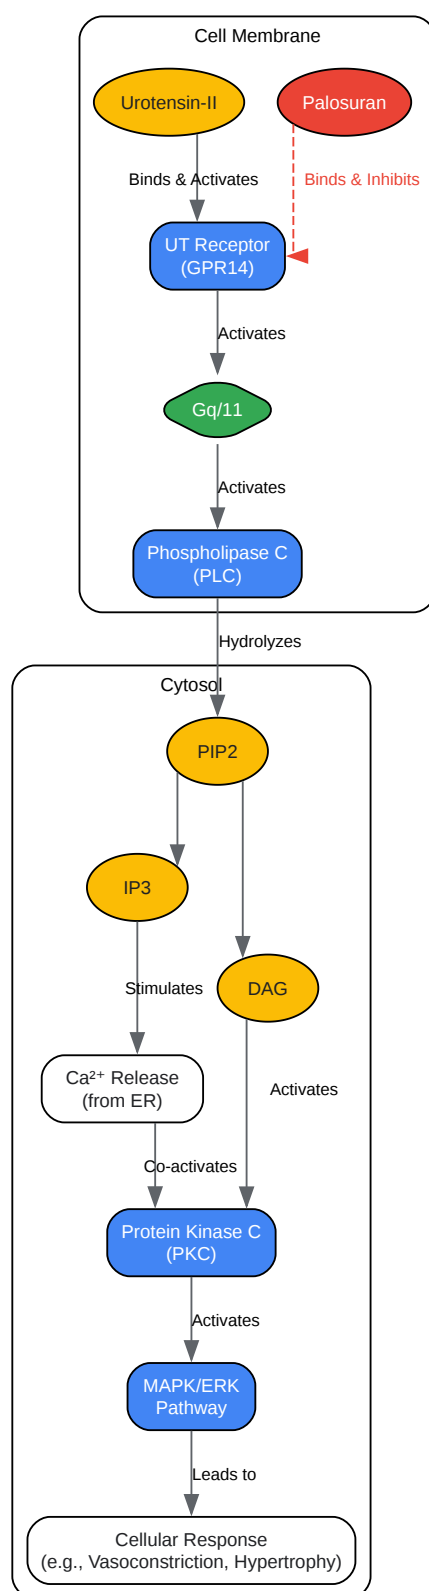 Cell Membrane
Urotensin-II
Palosuran
Binds & Activates
Binds & Inhibits
UT Receptor
(GPR14)
Activates
Gq/11
Activates
Phospholipase C
(PLC)
Hydrolyzes
Cytosol
PIP2
IP3
DAG
Stimulates
Ca²⁺ Release
(from ER)
Activates
Co-activates
Protein Kinase C
(PKC)
Activates
MAPK/ERK
Pathway
Leads to
Cellular Response
(e.g., Vasoconstriction, Hypertrophy)